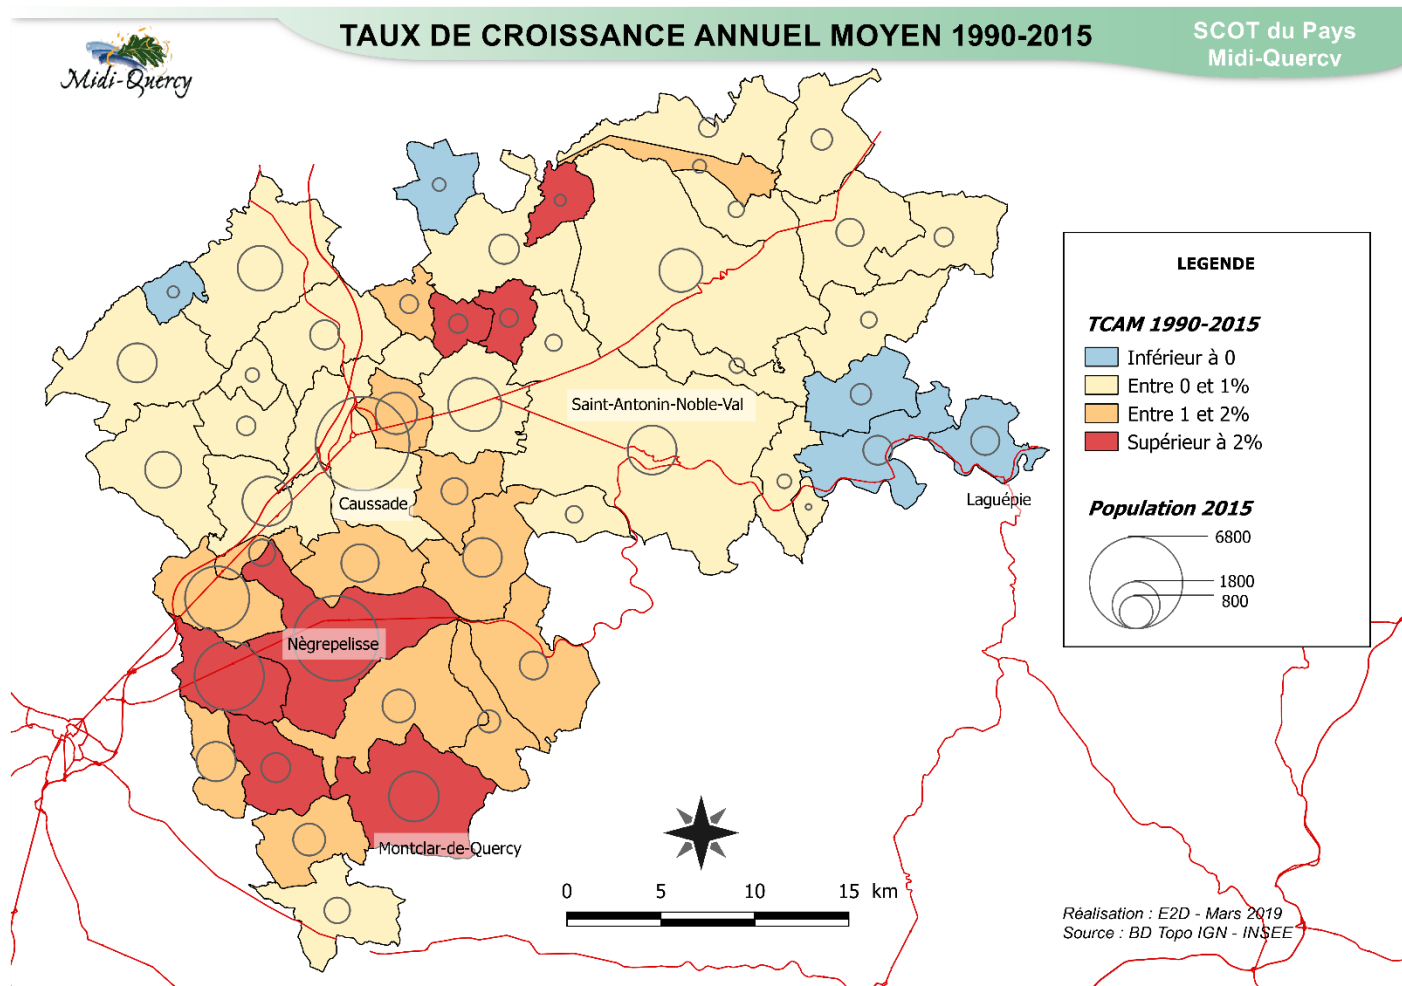 Midi-Quercy
TAUX DE CROISSANCE ANNUEL MOYEN 1990-2015
SCOT du Pays
Midi-Quercy
LEGENDE
TCAM 1990-2015
Inférieur à 0
Entre 0 et 1%
Entre 1 et 2%
Supérieur à 2%
Population 2015
6800
1800
800
Saint-Antonin-Noble-Val
Caussade
Laguépie
Nègrepelisse
Montclar-de-Quercy
0 5 10 15 km
Réalisation : E2D - Mars 2019
Source : BD Topo IGN - INSEE